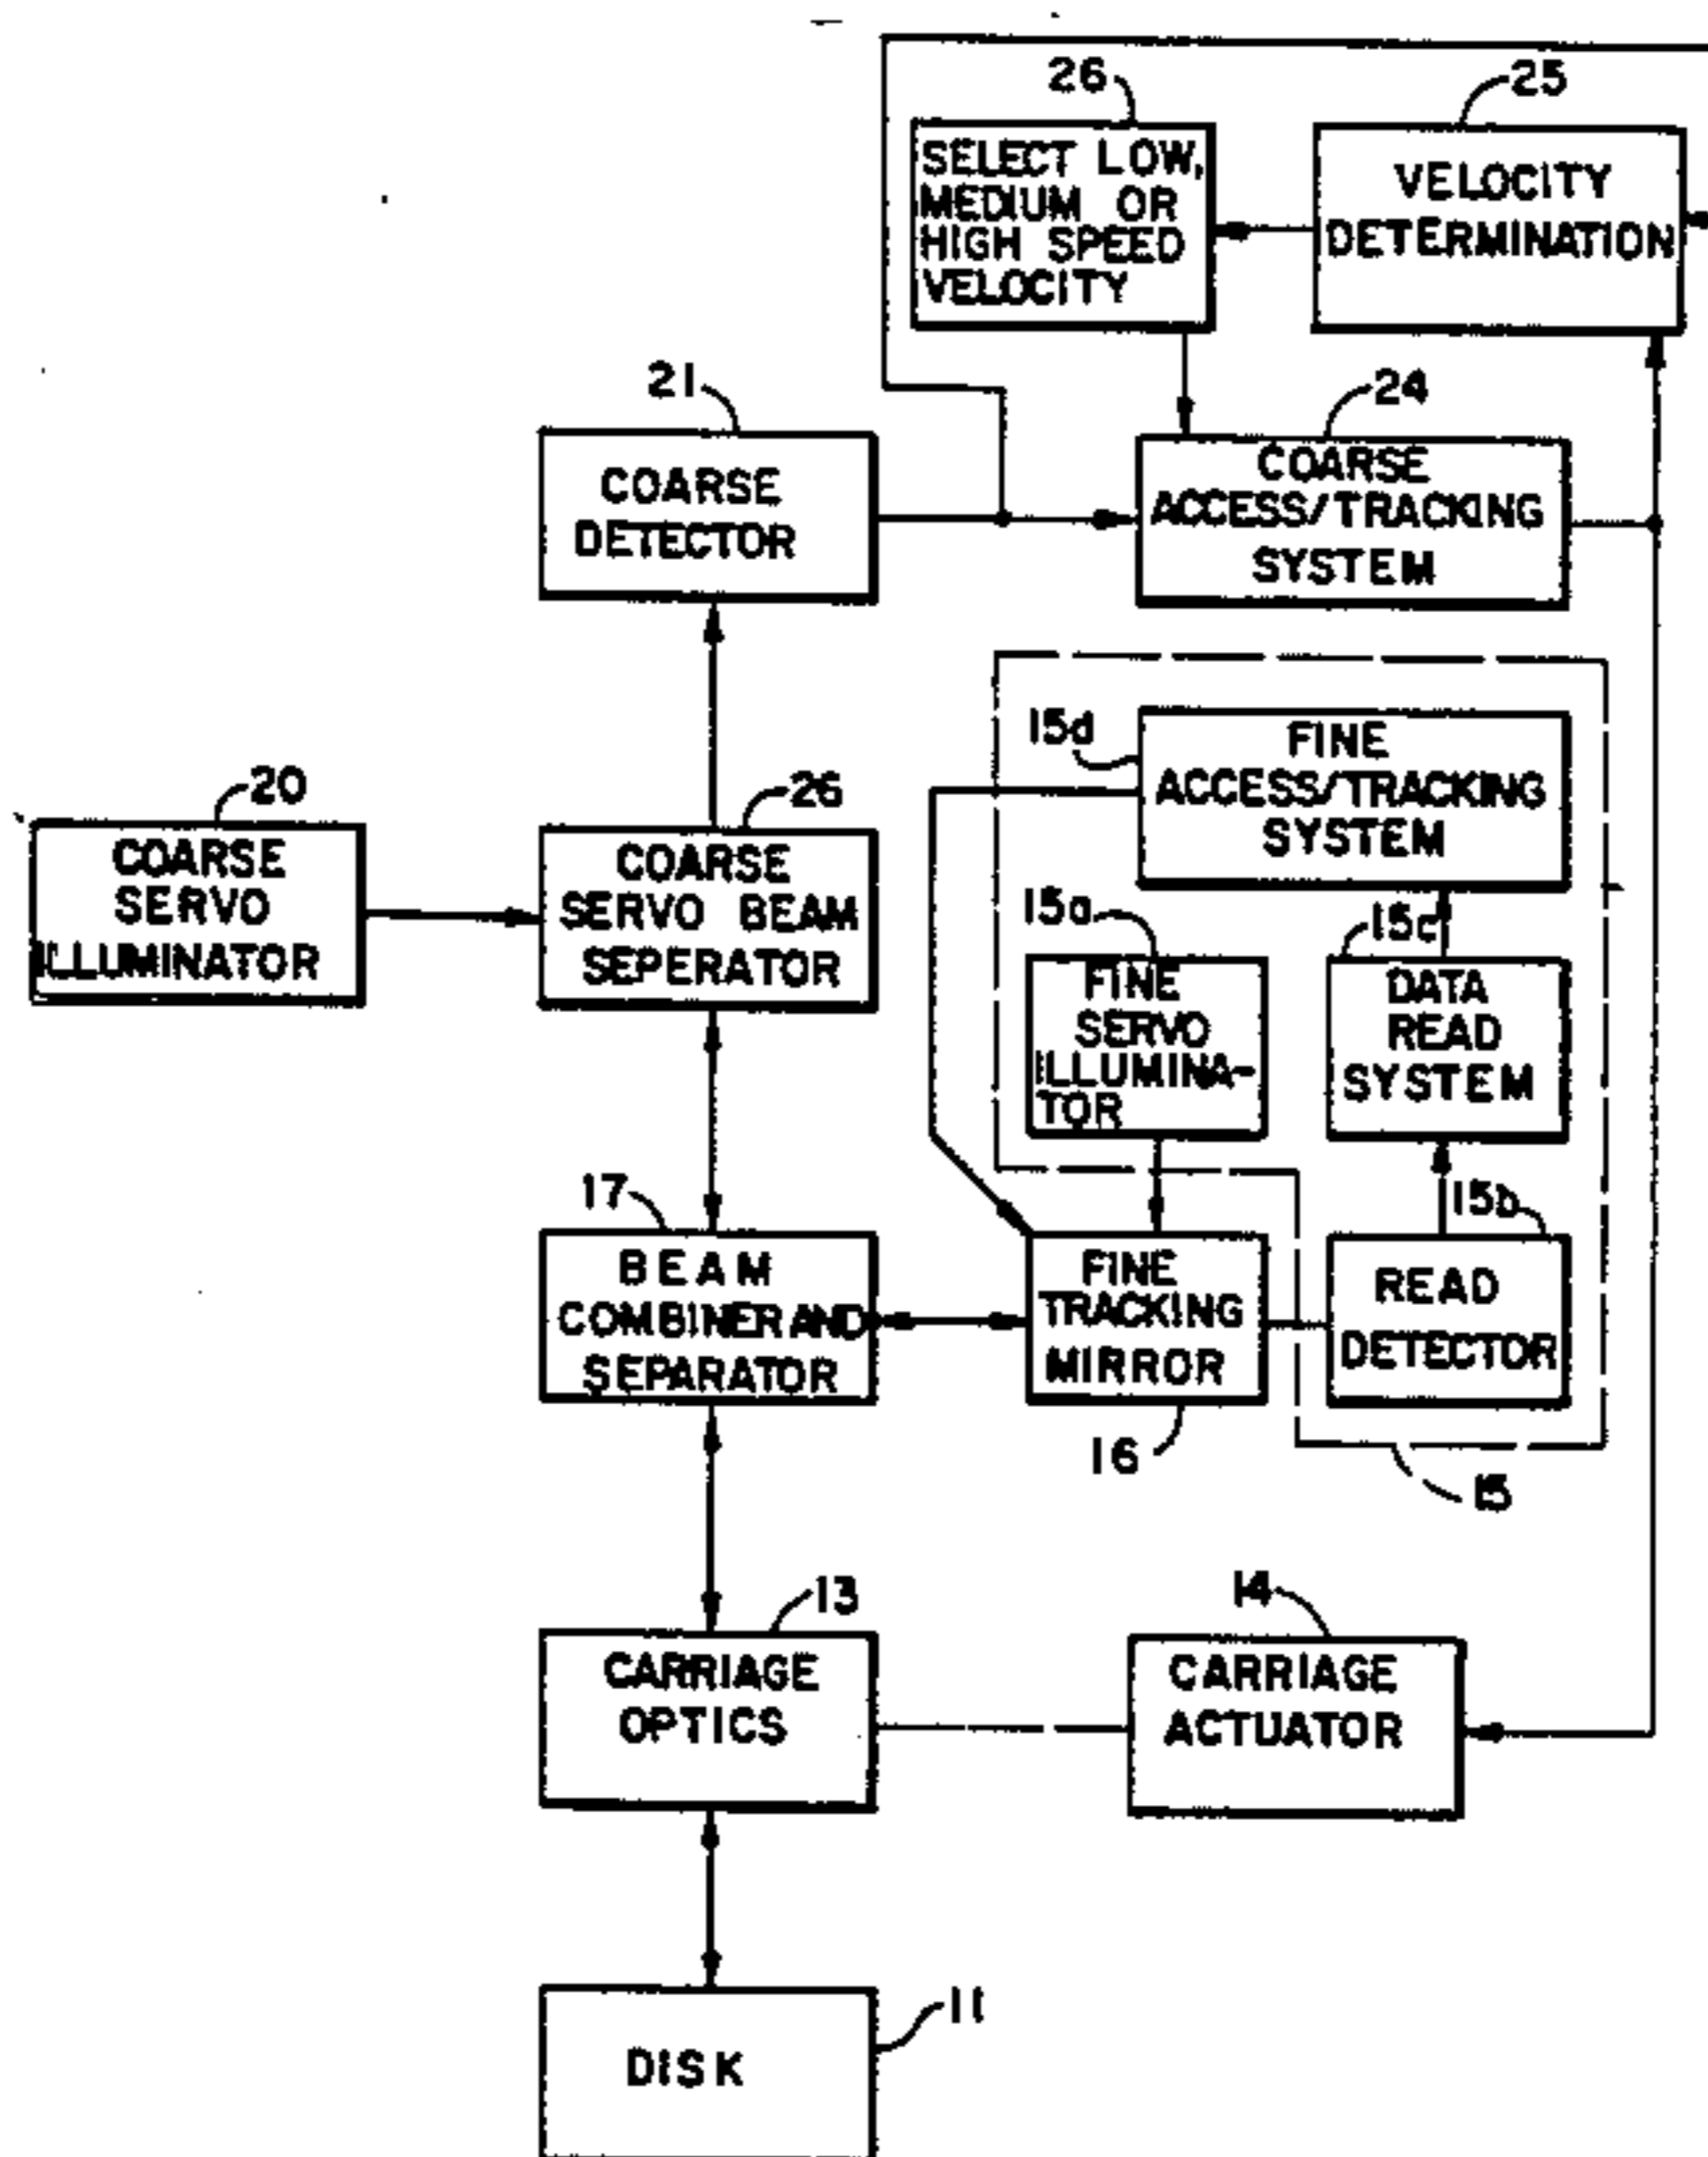 26
25
SELECT LOW,
MEDIUM OR
HIGH SPEED
VELOCITY
VELOCITY
DETERMINATION
21
24
COARSE
DETECTOR
COARSE
ACCESS/TRACKING
SYSTEM
15d
FINE
ACCESS/TRACKING
SYSTEM
20
26
COARSE
SERVO
ILLUMINATOR
COARSE
SERVO BEAM
SEPERATOR
15a
15c
FINE
SERVO
ILLUMINA-
TOR
DATA
READ
SYSTEM
17
15b
BEAM
COMBINER AND
SEPARATOR
FINE
TRACKING
MIRROR
READ
DETECTOR
16
15
13
14
CARRIAGE
OPTICS
CARRIAGE
ACTUATOR
11
DISK